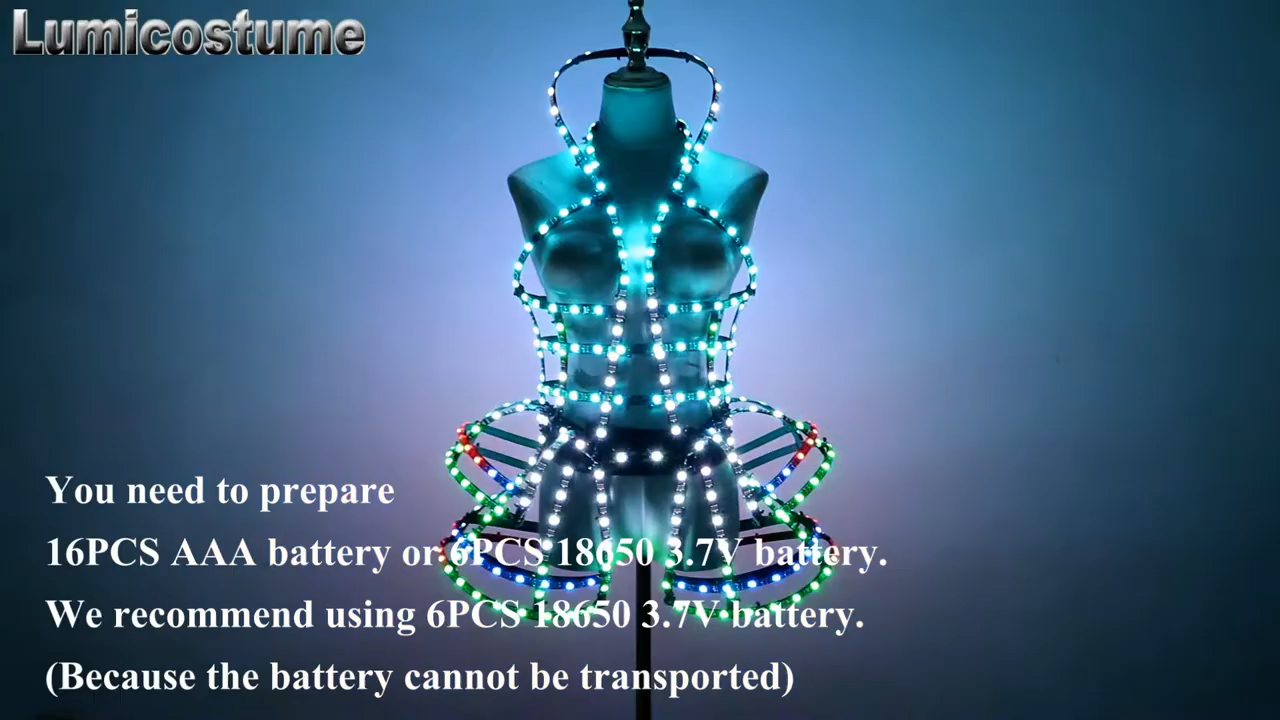 Lumicostume
You need to prepare
16PCS AAA battery or 6PCS 18650 3.7V battery.
We recommend using 6PCS 18650 3.7V battery.
(Because the battery cannot be transported)